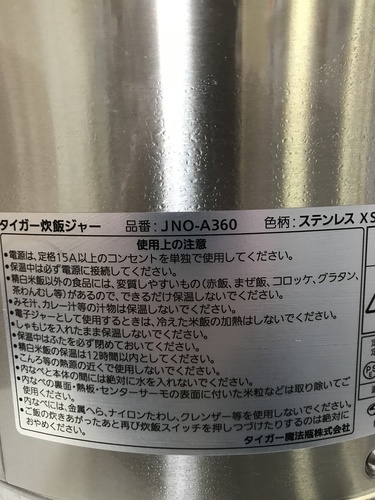 タイガー炊飯ジャー 品番:JNO-A360 色柄:ステンレス XS
使用上の注意
●電源は、定格15A以上のコンセントを単独で使用してください。
●保温中は必ず電源に接続してください。
●精白米飯以外の食品には、変質しやすいもの(赤飯、まぜ飯、コロッケ、グラタン、
茶わんむし等)があるので、できるだけ保温しないでください。
●みそ汁、カレー汁等の汁物は保温しないでください。
●電子ジャーとして使用するときは、冷えた米飯の加熱はしないでください。
●しゃもじを入れたまま保温しないでください。
●保温中はふたを必ず閉めておいてください。
●精白米飯の保温は12時間以内としてください。
●こんろ等の熱源の近くで使用しないでください。
●内なべと本体の間には絶対に水を入れないでください。
●内なべの裏面・熱板・センターサーモの表面に付いた米粒などは取り除いてご
使用ください。
●内なべには、金属へら、ナイロンたわし、クレンザー等を使用しないでください。
●ご飯の炊きあがったあと再び炊飯スイッチを押しつづけたりするのは絶対に
おやめください。
タイガー魔法瓶株式会社